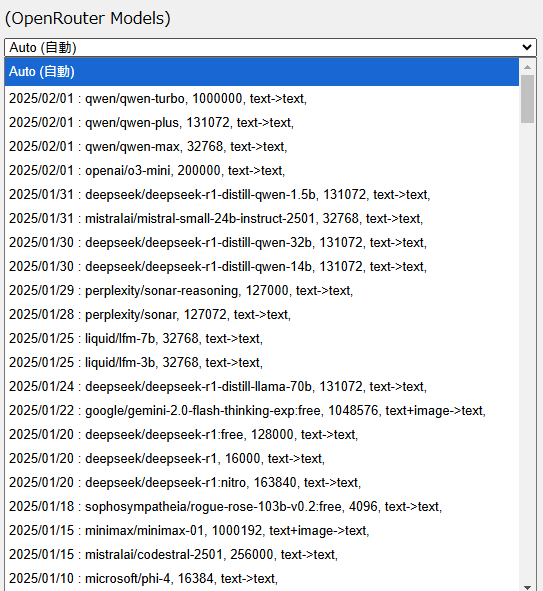 (OpenRouter Models)
Auto (自動)
Auto (自動)
2025/02/01 : qwen/qwen-turbo, 1000000, text->text,
2025/02/01 : qwen/qwen-plus, 131072, text->text,
2025/02/01 : qwen/qwen-max, 32768, text->text,
2025/02/01 : openai/o3-mini, 200000, text->text,
2025/01/31 : deepseek/deepseek-r1-distill-qwen-1.5b, 131072, text->text,
2025/01/31 : mistralai/mistral-small-24b-instruct-2501, 32768, text->text,
2025/01/30 : deepseek/deepseek-r1-distill-qwen-32b, 131072, text->text,
2025/01/30 : deepseek/deepseek-r1-distill-qwen-14b, 131072, text->text,
2025/01/29 : perplexity/sonar-reasoning, 127000, text->text,
2025/01/28 : perplexity/sonar, 127072, text->text,
2025/01/25 : liquid/lfm-7b, 32768, text->text,
2025/01/25 : liquid/lfm-3b, 32768, text->text,
2025/01/24 : deepseek/deepseek-r1-distill-llama-70b, 131072, text->text,
2025/01/22 : google/gemini-2.0-flash-thinking-exp:free, 1048576, text+image->text,
2025/01/20 : deepseek/deepseek-r1:free, 128000, text->text,
2025/01/20 : deepseek/deepseek-r1, 16000, text->text,
2025/01/20 : deepseek/deepseek-r1:nitro, 163840, text->text,
2025/01/18 : sophosympatheia/rogue-rose-103b-v0.2:free, 4096, text->text,
2025/01/15 : minimax/minimax-01, 1000192, text+image->text,
2025/01/15 : mistralai/codestral-2501, 256000, text->text,
2025/01/10 : microsoft/phi-4, 16384, text->text,